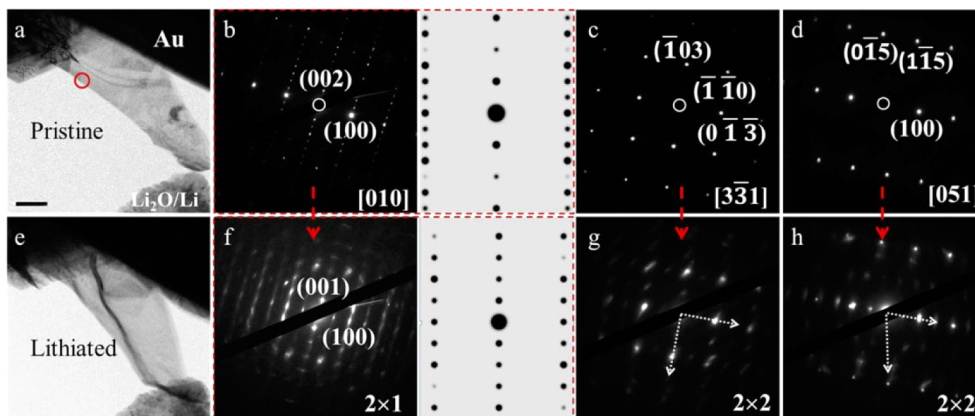 a
Au
Pristine
Li₂O/Li
b
(002)
(100)
[010]
c
(1̄03)
(1̄ 1̄0)
(0 1̄ 3̄)
[33̄1]
d
(01̄5) (11̄5)
(100)
[051]
e
Lithiated
f
(001)
(100)
2×1
g
2×2
h
2×2